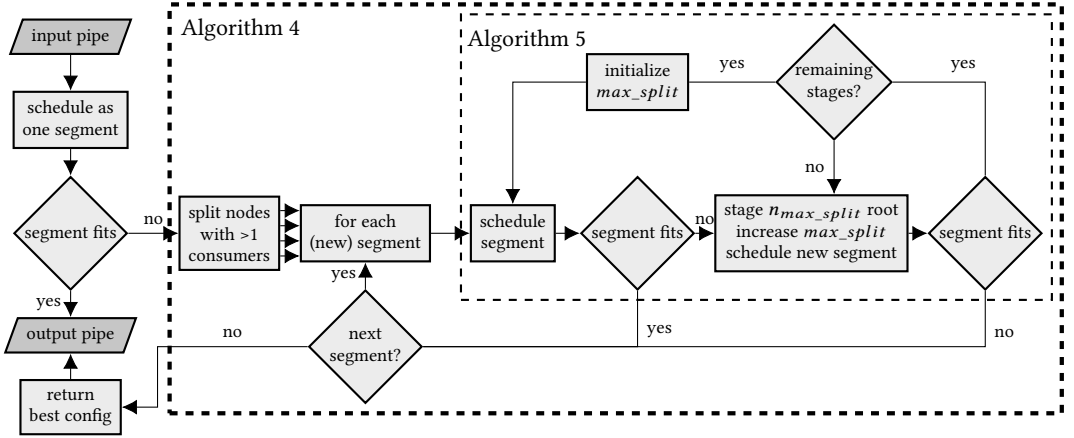 Algorithm 4
Algorithm 5
input pipe
schedule as
one segment
segment fits
yes
no
output pipe
return
best config
split nodes
with >1
consumers
for each
(new) segment
yes
next
segment?
no
schedule
segment
segment fits
no
yes
initialize
max_split
yes
remaining
stages?
yes
no
stage n_max_split root
increase max_split
schedule new segment
segment fits
no